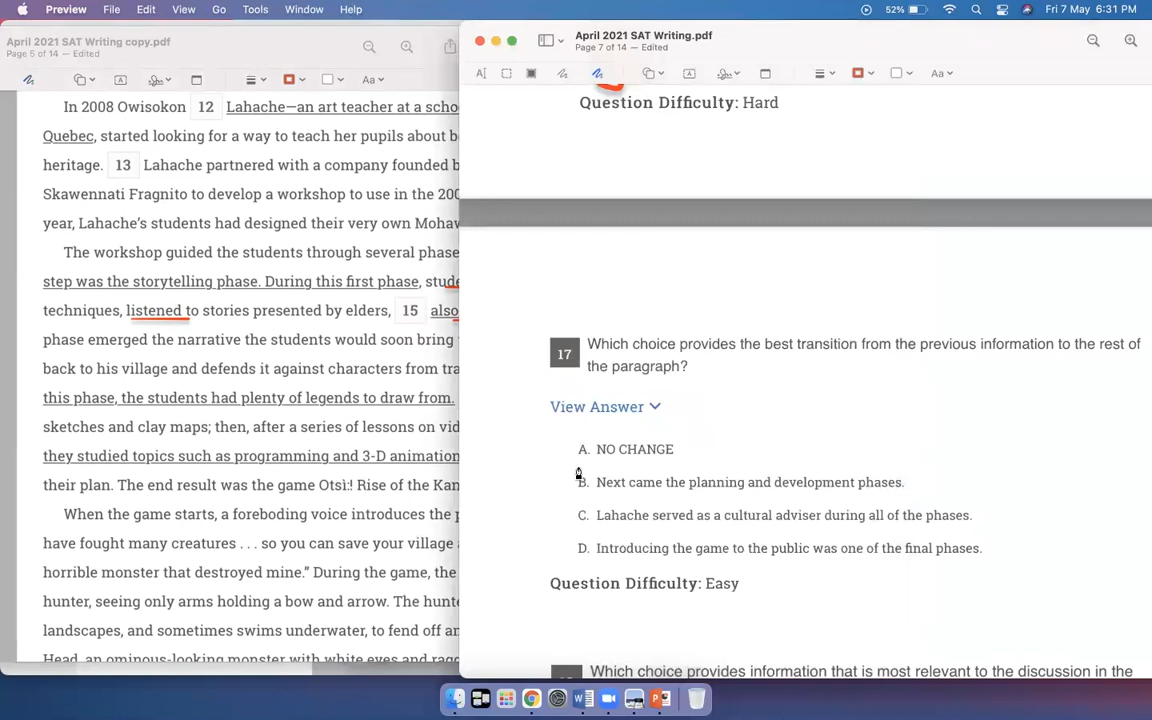 Preview File Edit View Go Tools Window Help 52% Fri 7 May 6:31 PM
April 2021 SAT Writing copy.pdf
Page 5 of 14 — Edited
In 2008 Owisokon 12 Lahache—an art teacher at a
Quebec, started looking for a way to teach her pupils about
heritage. 13 Lahache partnered with a company founded
Skawennati Fragnito to develop a workshop to use in the
year, Lahache's students had designed their very own
The workshop guided the students through several
step was the storytelling phase. During this first phase,
techniques, listened to stories presented by elders, 15 also
phase emerged the narrative the students would soon bring
back to his village and defends it against characters from
this phase, the students had plenty of legends to draw from.
sketches and clay maps; then, after a series of lessons on
they studied topics such as programming and 3-D animation
their plan. The end result was the game Otsi:! Rise of the
When the game starts, a foreboding voice introduces the
have fought many creatures . . . so you can save your village
horrible monster that destroyed mine." During the game, the
hunter, seeing only arms holding a bow and arrow. The
landscapes, and sometimes swims underwater, to fend off
Head, an ominous-looking monster with white eyes and
April 2021 SAT Writing.pdf
Page 7 of 14 — Edited
Question Difficulty: Hard
17 Which choice provides the best transition from the previous information to the rest of
the paragraph?
View Answer
A. NO CHANGE
B. Next came the planning and development phases.
C. Lahache served as a cultural adviser during all of the phases.
D. Introducing the game to the public was one of the final phases.
Question Difficulty: Easy
Which choice provides information that is most relevant to the discussion in the